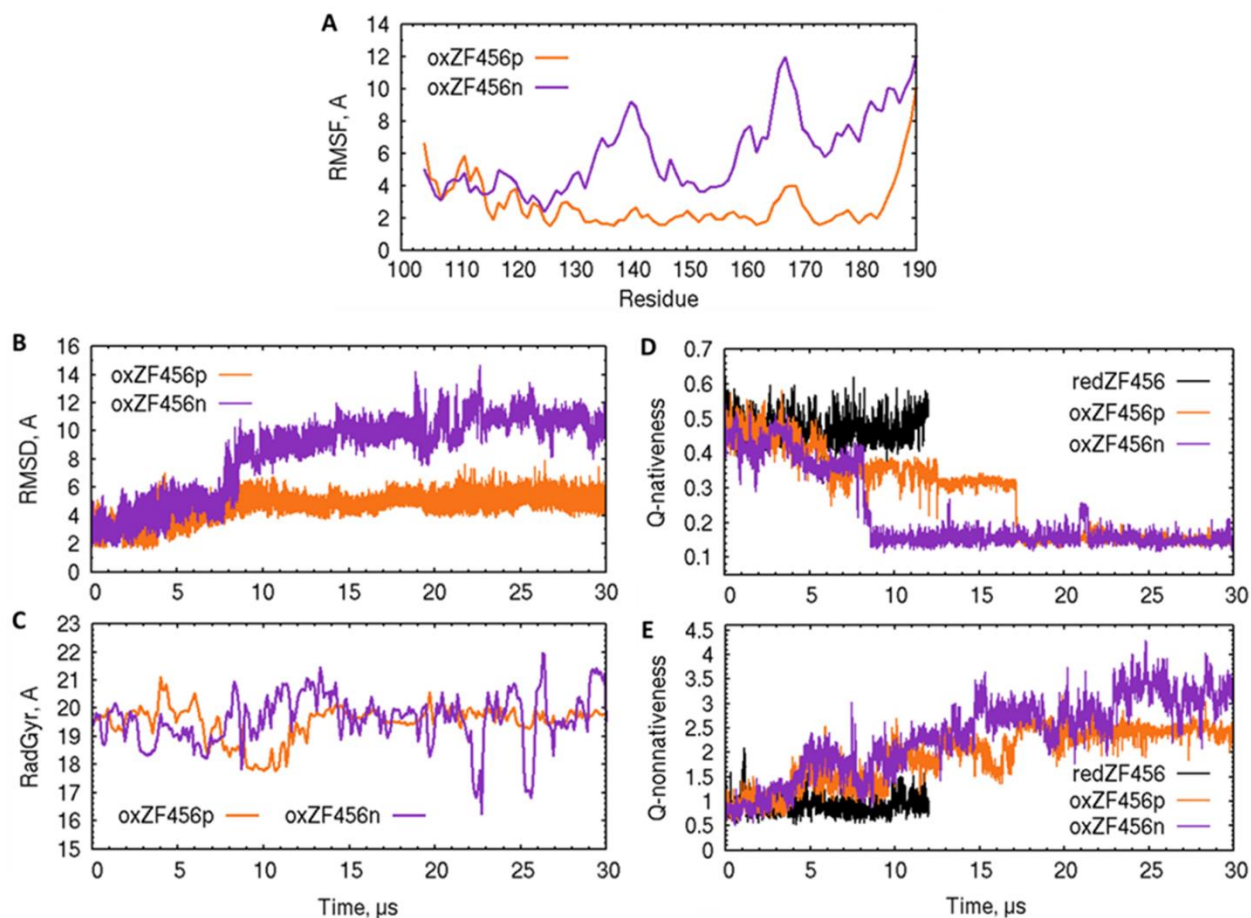 A
14
12
10
8
6
4
2
0
RMSF, A
oxZF456p
oxZF456n
100 110 120 130 140 150 160 170 180 190
Residue
B
16
14
12
10
8
6
4
2
0
RMSD, A
oxZF456p
oxZF456n
0 5 10 15 20 25 30
C
23
22
21
20
19
18
17
16
15
RadGyr, A
oxZF456p oxZF456n
0 5 10 15 20 25 30
Time, µs
D
0.7
0.6
0.5
0.4
0.3
0.2
0.1
Q-nativeness
redZF456
oxZF456p
oxZF456n
0 5 10 15 20 25 30
E
4.5
4
3.5
3
2.5
2
1.5
1
0.5
0
Q-nonnativeness
redZF456
oxZF456p
oxZF456n
0 5 10 15 20 25 30
Time, µs